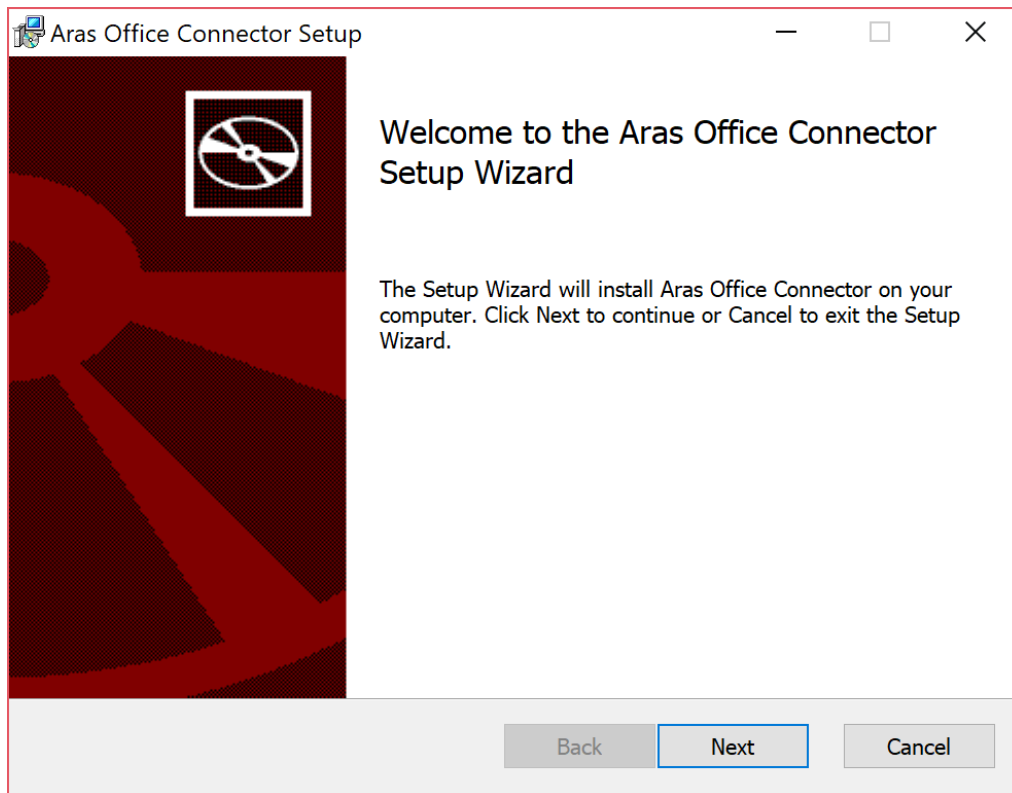 Aras Office Connector Setup
Welcome to the Aras Office Connector
Setup Wizard
The Setup Wizard will install Aras Office Connector on your
computer. Click Next to continue or Cancel to exit the Setup
Wizard.
Back
Next
Cancel